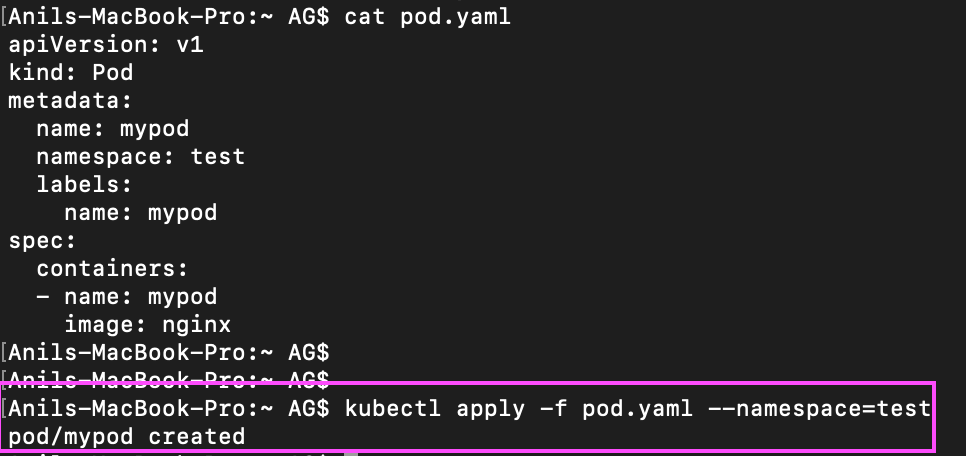 [Anils-MacBook-Pro:~ AG$ cat pod.yaml
apiVersion: v1
kind: Pod
metadata:
  name: mypod
  namespace: test
  labels:
    name: mypod
spec:
  containers:
  - name: mypod
    image: nginx
[Anils-MacBook-Pro:~ AG$
[Anils-MacBook-Pro:~ AG$
[Anils-MacBook-Pro:~ AG$ kubectl apply -f pod.yaml --namespace=test
pod/mypod created